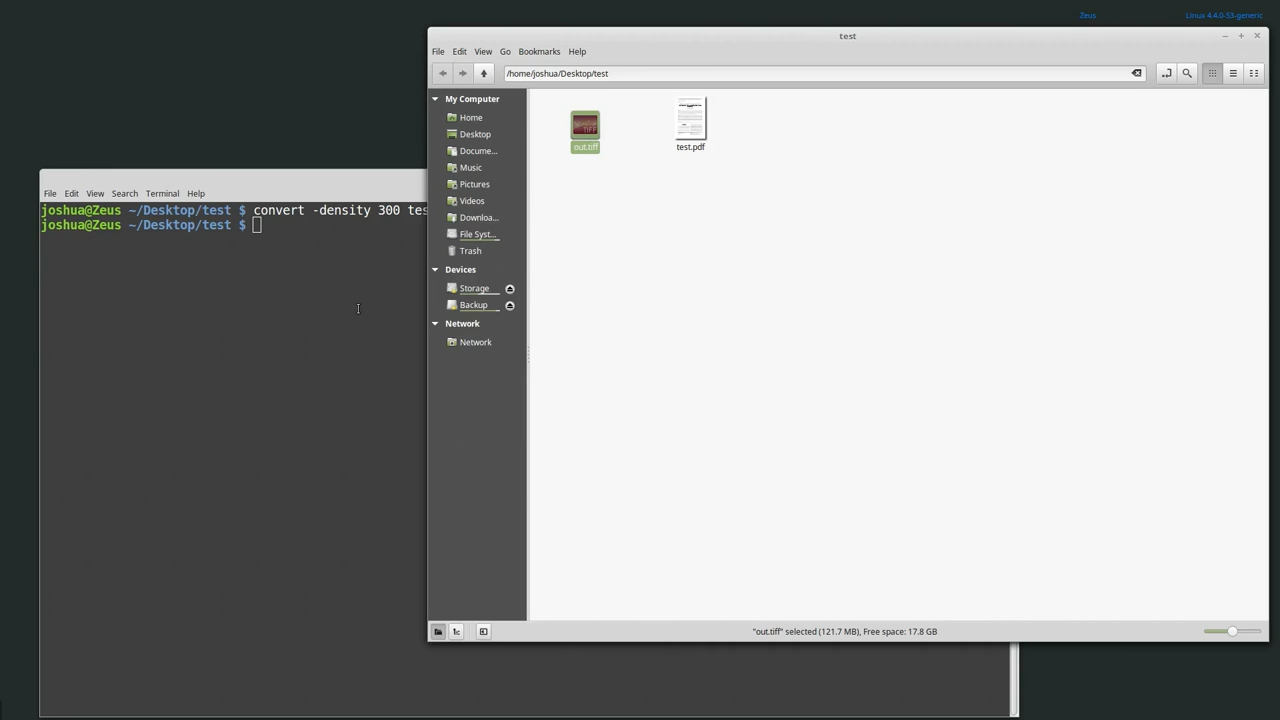 Zeus
Linux 4.4.0-53-generic
test
File Edit View Go Bookmarks Help
/home/joshua/Desktop/test
My Computer
Home
Desktop
Docume...
Music
Pictures
Videos
Downloa...
File Syst...
Trash
Devices
Storage
Backup
Network
Network
out.tiff
TIFF
test.pdf
"out.tiff" selected (121.7 MB), Free space: 17.8 GB
File Edit View Search Terminal Help
joshua@Zeus ~/Desktop/test $ convert -density 300 tes
joshua@Zeus ~/Desktop/test $